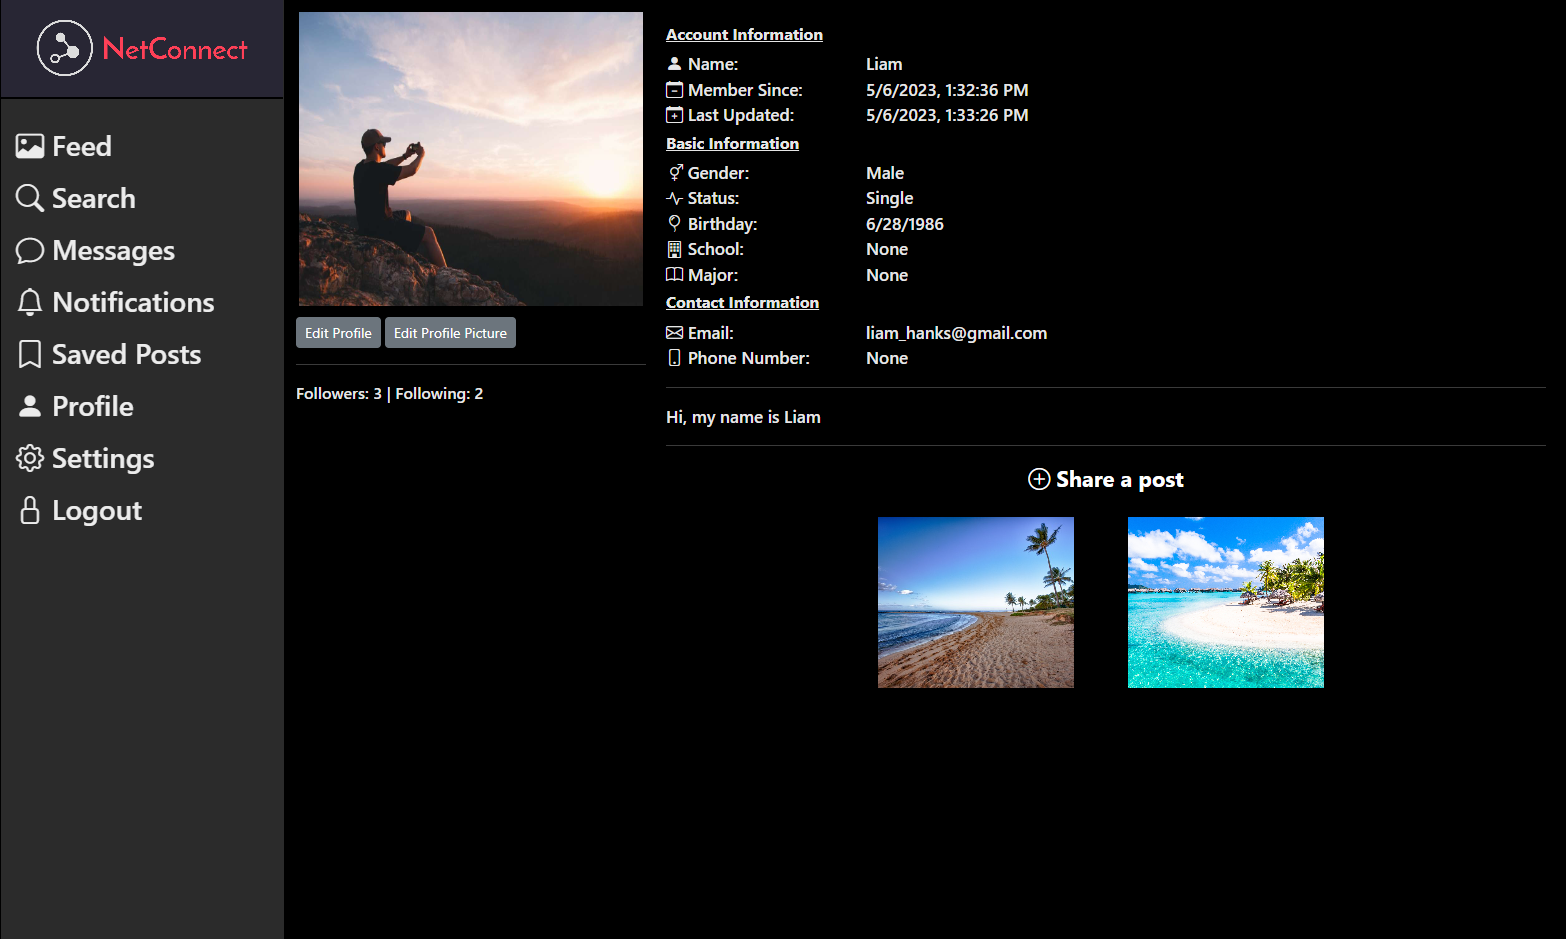 NetConnect
Feed
Search
Messages
Notifications
Saved Posts
Profile
Settings
Logout
Edit Profile Edit Profile Picture
Followers: 3 | Following: 2
Account Information
Name: Liam
Member Since: 5/6/2023, 1:32:36 PM
Last Updated: 5/6/2023, 1:33:26 PM
Basic Information
Gender: Male
Status: Single
Birthday: 6/28/1986
School: None
Major: None
Contact Information
Email: liam_hanks@gmail.com
Phone Number: None
Hi, my name is Liam
Share a post